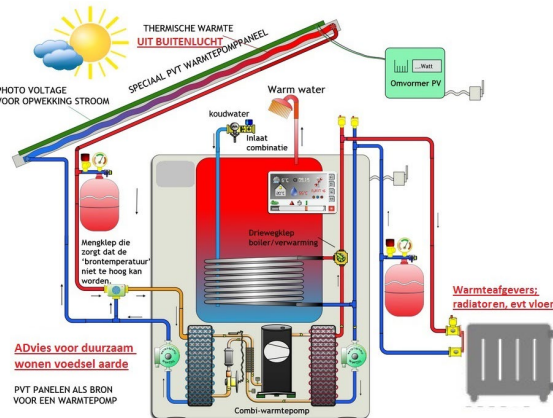 THERMISCHE WARMTE
UIT BUITENLUCHT
SPECIAAL PVT WARMTEPOMPPANEEL
PHOTO VOLTAGE
VOOR OPWEKKING STROOM
...Watt
Omvormer PV
Warm water
koudwater
inlaat
combinatie
Driewegklep
boiler/verwarming
Mengklep die
zorgt dat de
'brontemperatuur'
niet te hoog kan
worden.
Warmteafgevers;
radiatoren, evt vloer
ADvies voor duurzaam
wonen voedsel aarde
PVT PANELEN ALS BRON
VOOR EEN WARMTEPOMP
Combi-warmtepomp